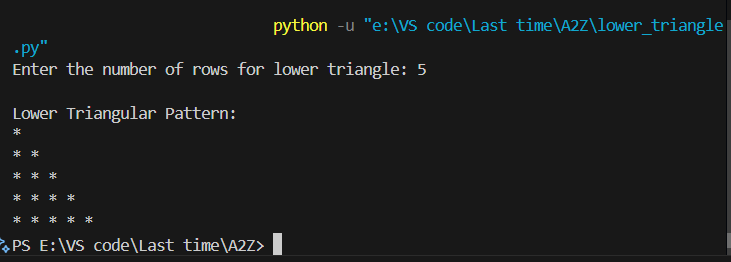 python -u "e:\VS code\Last time\A2Z\lower_triangle
.py"
Enter the number of rows for lower triangle: 5
Lower Triangular Pattern:
*
* *
* * *
* * * *
* * * * *
PS E:\VS code\Last time\A2Z>